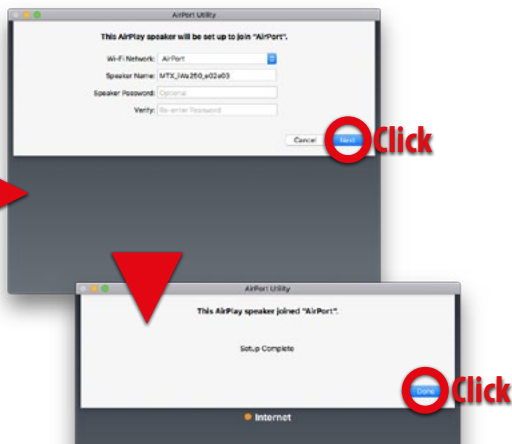 AirPort Utility
This AirPlay speaker will be set up to join "AirPort".
Wi-Fi Network: AirPort
Speaker Name: MTX_iWa250_e02e03
Speaker Password: Optional
Verify: Re-enter Password
Cancel Next Click
AirPort Utility
This AirPlay speaker joined "AirPort".
Setup Complete
Done Click
Internet